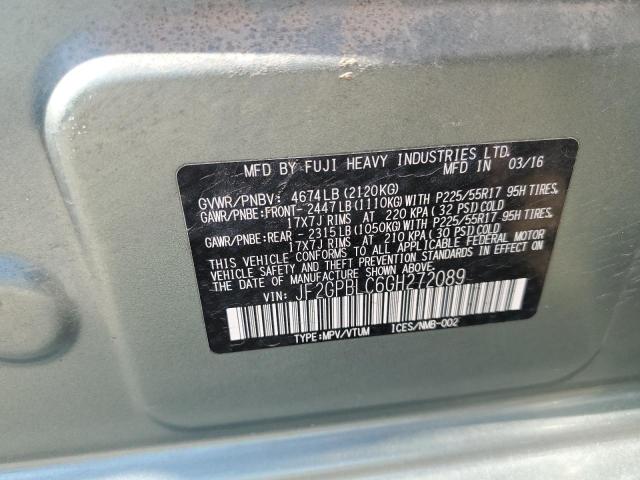 MFD BY FUJI HEAVY INDUSTRIES LTD.
MFD IN 03/16
GVWR/PNBV: 4674LB(2120KG)
GAWR/PNBE:FRONT-2447LB(1110KG)WITH P225/55R17 95H TIRES,
17X7J RIMS AT 220 KPA(32 PSI)COLD
GAWR/PNBE:REAR -2315LB(1050KG)WITH P225/55R17 95H TIRES,
17X7J RIMS AT 210 KPA(30 PSI)COLD
THIS VEHICLE CONFORMS TO ALL APPLICABLE FEDERAL MOTOR
VEHICLE SAFETY AND THEFT PREVENTION STANDARDS IN EFFECT ON
THE DATE OF MANUFACTURE SHOWN ABOVE.
VIN: JF2GPBLC6GH272089
TYPE:MPV/VTUM ICES/NMB-002